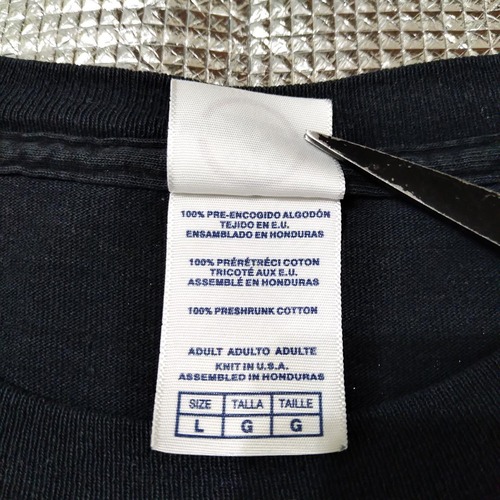 100% PRE-ENCOGIDO ALGODÓN
TEJIDO EN E.U.
ENSAMBLADO EN HONDURAS
100% PRÉRÉTRÉCI COTON
TRICOTÉ AUX E.U.
ASSEMBLÉ EN HONDURAS
100% PRESHRUNK COTTON
ADULT ADULTO ADULTE
KNIT IN U.S.A.
ASSEMBLED IN HONDURAS
SIZE TALLA TAILLE
L G G